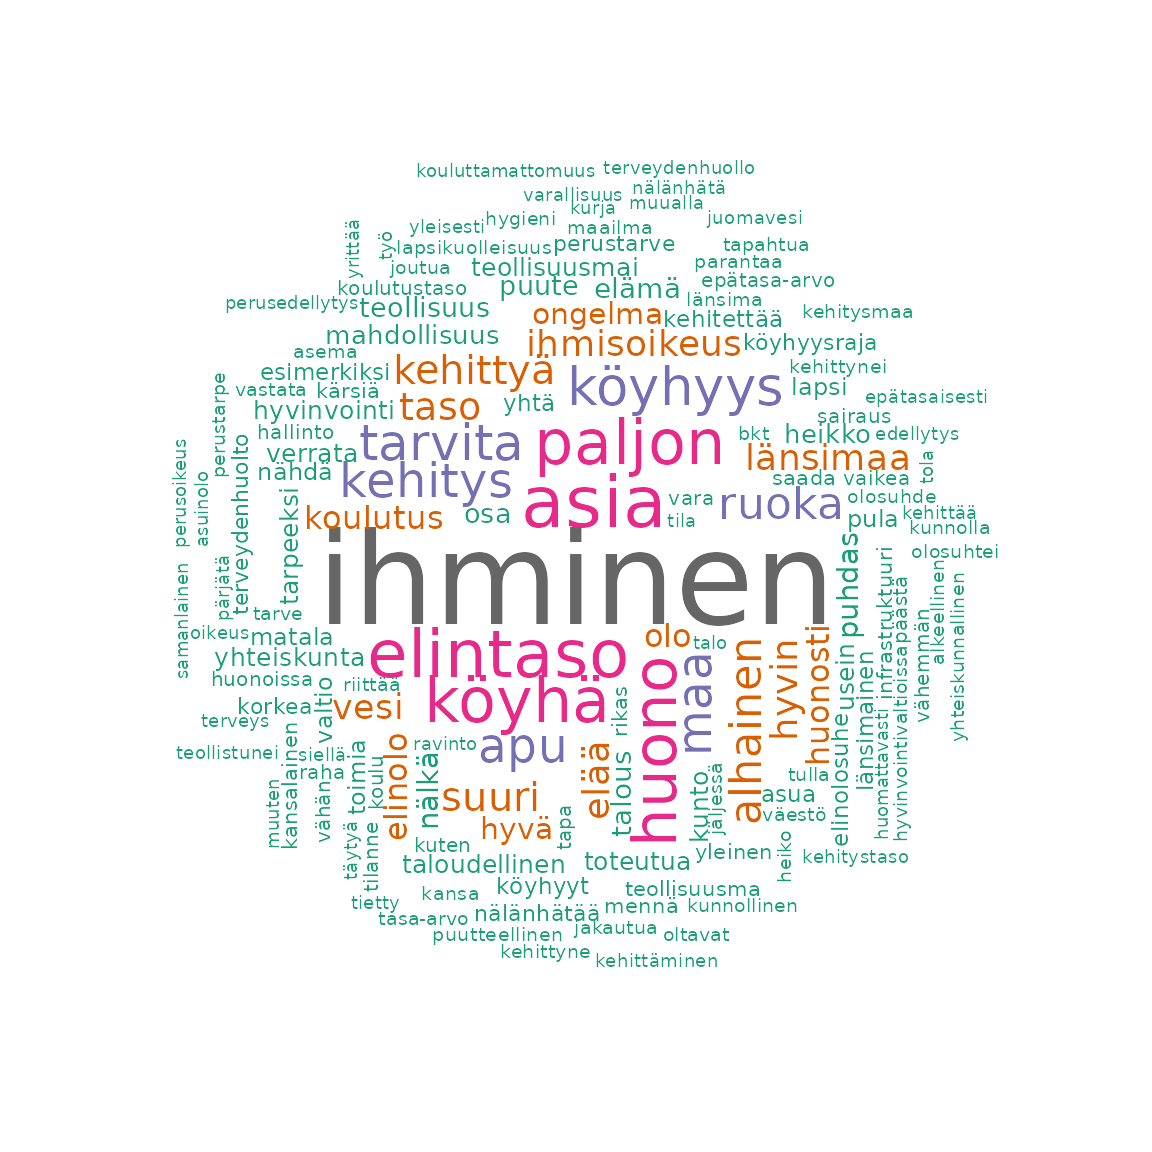 kouluttamattomuus
terveydenhuollo
nälänhätä
varallisuus
muualla
kurja
juomavesi
hygieni
yleisesti
maailma
yrittää
työ
lapsikuolleisuus
perustarve
tapahtua
parantaa
joutua
teollisuusmai
epätasa-arvo
koulutustaso
puute
elämä
länsima
perusedellytys
teollisuus
ongelma
kehitettää
kehitysmaa
mahdollisuus
ihmisoikeus
köyhyysraja
asema
esimerkiksi
kehittyä
köyhyys
kehittynei
vastata
kärsiä
lapsi
epätasaisesti
perustarpe
hyvinvointi
taso
yhtä
sairaus
hallinto
tarvita
paljon
bkt
heikko
edellytys
verrata
länsimaa
tola
nähdä
kehitys
asia
vara
ruoka
saada
vaikea
olosuhde
perusoikeus
asuinolo
terveydenhuolto
tarpeeksi
koulutus
osa
tila
pula
kehittää
kunnolla
olosuhtei
ihminen
puhdas
infrastruktuuri
samanlainen
pärjätä
tarve
oikeus
matala
elintaso
olo
talo
alkeellinen
yhteiskunnallinen
vähemmän
hyvinvointivaltioissapaasta
yhteiskunta
huonoissa
riittää
köyhä
huono
maa
alhainen
hyvin
huonosti
usein
länsimainen
huomattavasti
korkea
valtio
vesi
rikas
terveys
teollistunei
siellä
ravinto
apu
kansalainen
raha
toimia
koulu
elinolo
nälkä
suuri
elää
talous
kunto
jäljessä
tulla
asua
elinolosuhe
muuten
vähän
hyvä
tapa
väestö
täytyä
tilanne
kuten
taloudellinen
toteutua
yleinen
heiko
kehitystaso
tietty
kansa
köyhyyt
teollisuusma
tasa-arvo
nälänhätää
mennä
kunnollinen
puutteellinen
jakautua
oltavat
kehittyne
kehittäminen